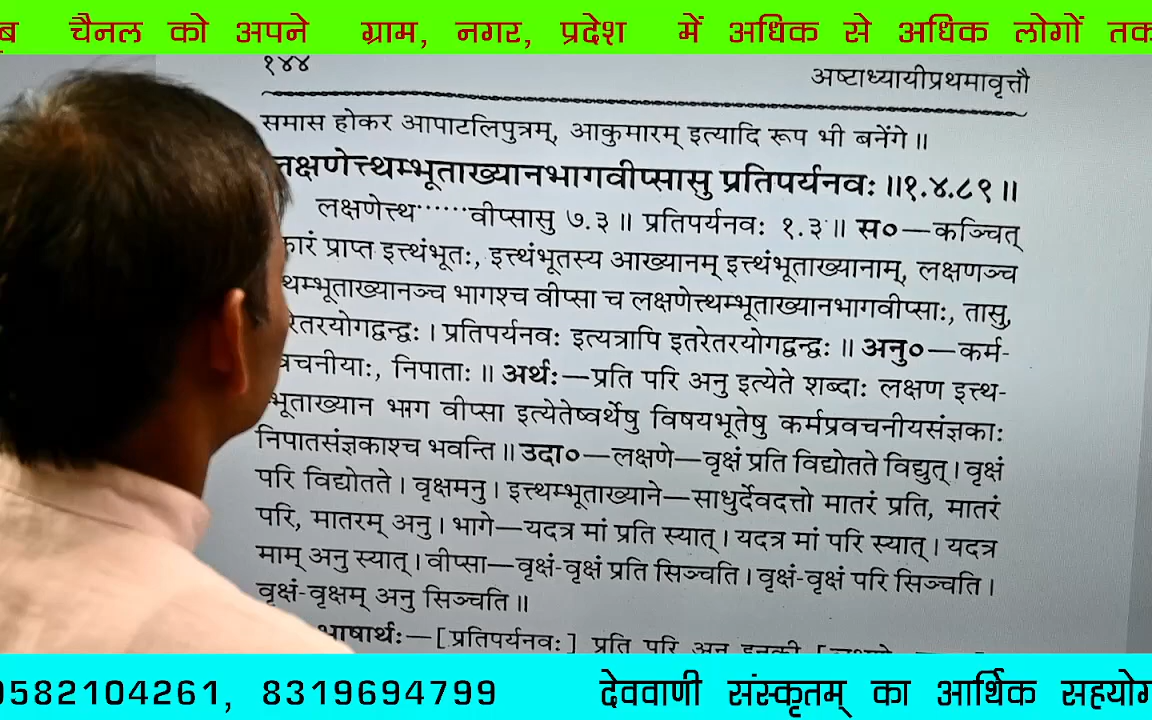 चैनल को अपने ग्राम, नगर, प्रदेश में अधिक से अधिक लोगों तक
१४४ अष्टाध्यायीप्रथमावृत्तौ
समास होकर आपाटलिपुत्रम्, आकुमारम् इत्यादि रूप भी बनेंगे॥
लक्षणेत्त्थम्भूताख्यानभागवीप्सासु प्रतिपर्यनवः॥१.४.८९॥
लक्षणेत्त्थ······वीप्सासु ७.३॥ प्रतिपर्यनवः १.३॥ स०—कञ्चित्
प्राप्त इत्त्थंभूतः, इत्त्थंभूतस्य आख्यानम् इत्त्थंभूताख्यानाम्, लक्षणञ्च
त्थम्भूताख्यानञ्च भागश्च वीप्सा च लक्षणेत्त्थम्भूताख्यानभागवीप्साः, तासु,
रेतरयोगद्वन्द्वः। प्रतिपर्यनवः इत्यत्रापि इतरेतरयोगद्वन्द्वः॥ अनु०—कर्म-
वचनीयाः, निपाताः॥ अर्थः—प्रति परि अनु इत्येते शब्दाः लक्षण इत्त्थ-
म्भूताख्यान भाग वीप्सा इत्येतेष्वर्थेषु विषयभूतेषु कर्मप्रवचनीयसंज्ञकाः
निपातसंज्ञकाश्च भवन्ति॥ उदा०—लक्षणे—वृक्षं प्रति विद्योतते विद्युत्। वृक्षं
परि विद्योतते। वृक्षमनु। इत्त्थम्भूताख्याने—साधुर्देवदत्तो मातरं प्रति, मातरं
परि, मातरम् अनु। भागे—यदत्र मां प्रति स्यात्। यदत्र मां परि स्यात्। यदत्र
माम् अनु स्यात्। वीप्सा—वृक्षं-वृक्षं प्रति सिञ्चति। वृक्षं-वृक्षं परि सिञ्चति।
वृक्षं-वृक्षम् अनु सिञ्चति॥
भाषार्थः—[प्रतिपर्यनवः] प्रति परि अनु इनकी
9582104261, 8319694799 देववाणी संस्कृतम् का आर्थिक सहयोग